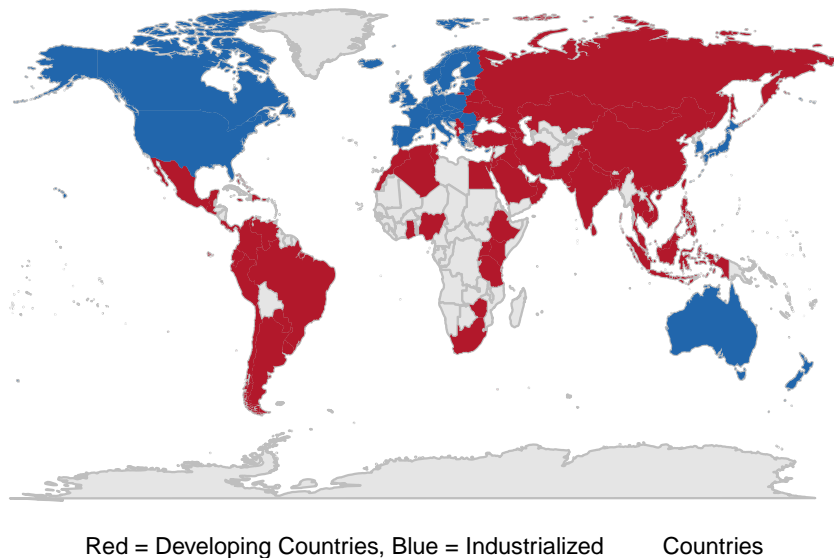 Red = Developing Countries, Blue = Industrialized Countries